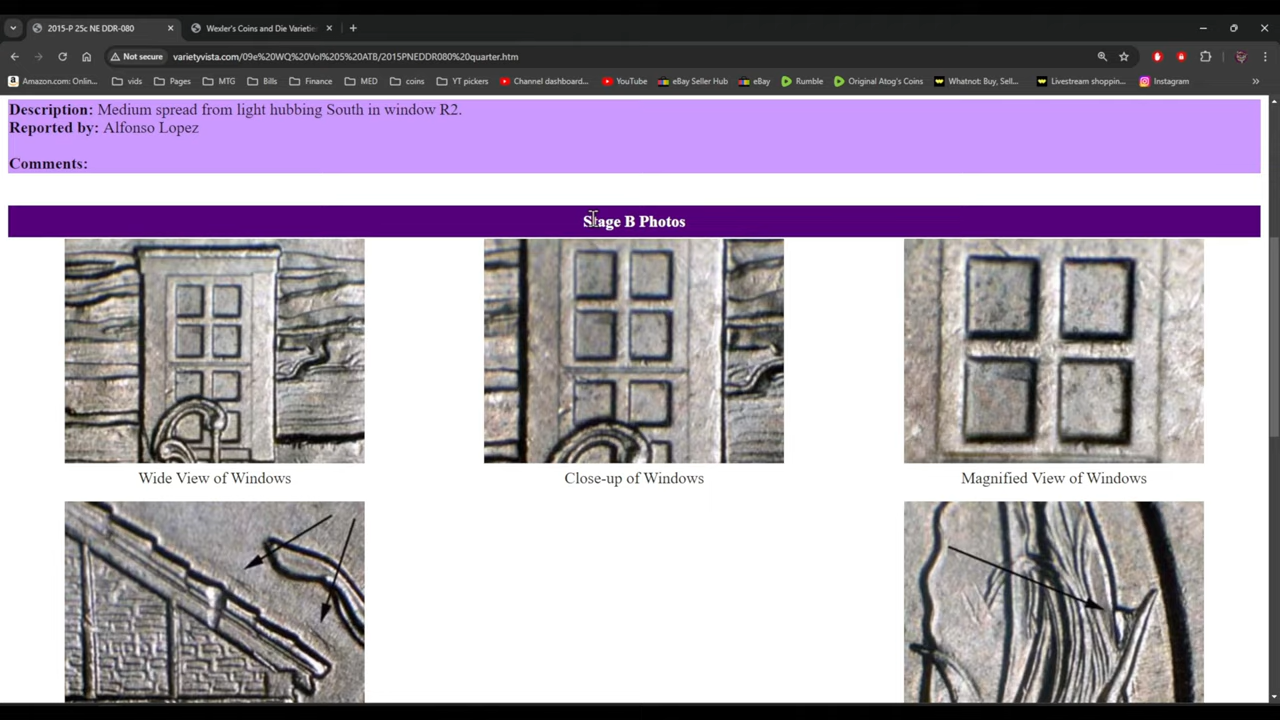 2015-P 25c NE DDR-080
Wexler's Coins and Die Varietie
Not secure
varietyvista.com/09e%20WQ%20Vol%205%20ATB/2015PNEDDR080%20quarter.htm
Amazon.com: Onlin...
vids
Pages
MTG
Bills
Finance
MED
coins
YT pickers
Channel dashboard...
YouTube
eBay Seller Hub
eBay
Rumble
Original Atog's Coins
Whatnot: Buy, Sell...
Livestream shoppin...
Instagram
Description: Medium spread from light hubbing South in window R2.
Reported by: Alfonso Lopez
Comments:
Stage B Photos
Wide View of Windows
Close-up of Windows
Magnified View of Windows